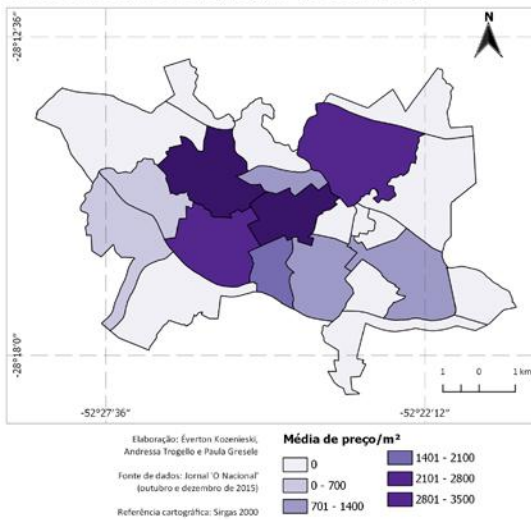 -28°12'36"
N
-28°18'0"
1 0 1 km
-52°27'36"
-52°22'12"
Elaboração: Éverton Kozenieski,
Andressa Trogello e Paula Gresele
Fonte de dados: Jornal 'O Nacional'
(outubro e dezembro de 2015)
Referência cartográfica: Sirgas 2000
Média de preço/m²
0
0 - 700
701 - 1400
1401 - 2100
2101 - 2800
2801 - 3500